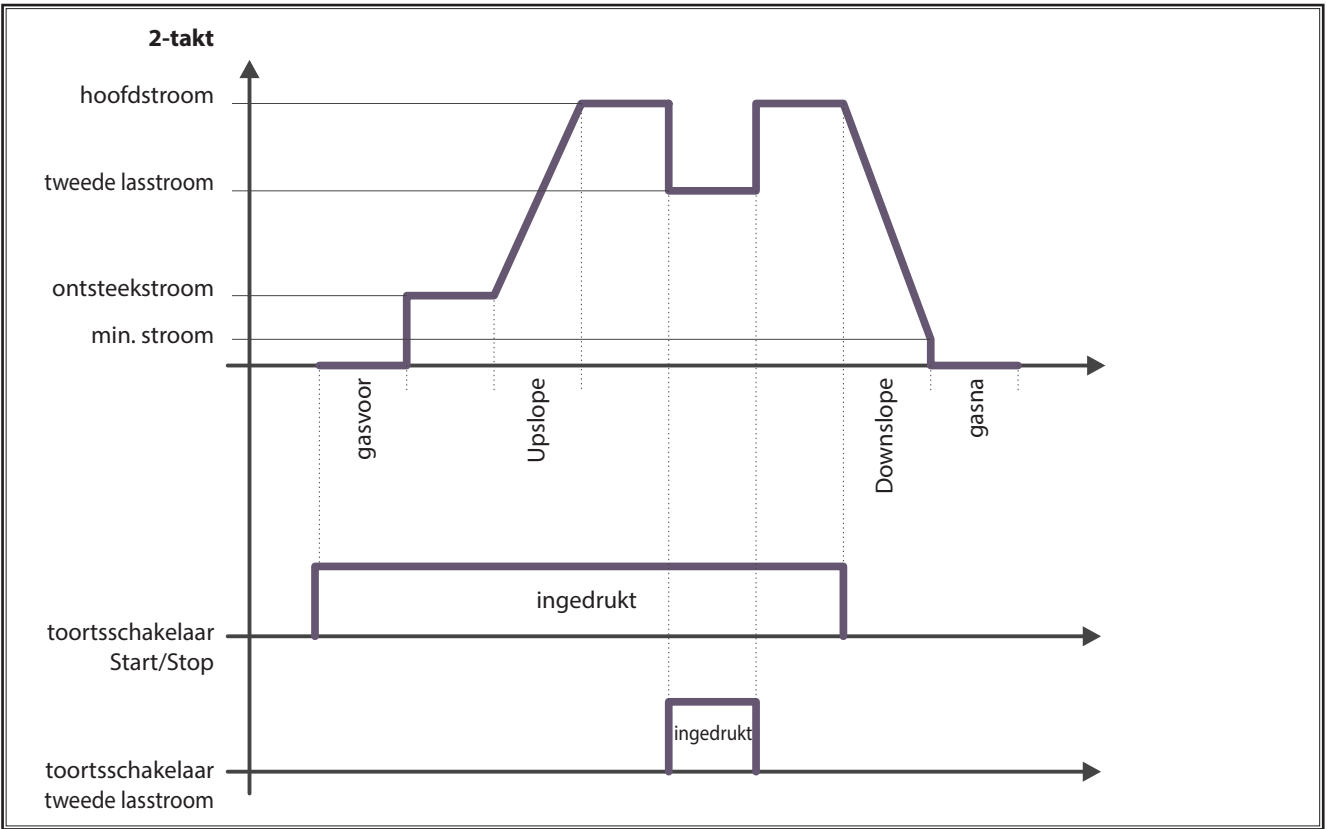 2-takt
hoofdstroom
tweede lasstroom
ontsteekstroom
min. stroom
gasvoor
Upslope
Downslope
gasna
ingedrukt
toortsschakelaar
Start/Stop
ingedrukt
toortsschakelaar
tweede lasstroom